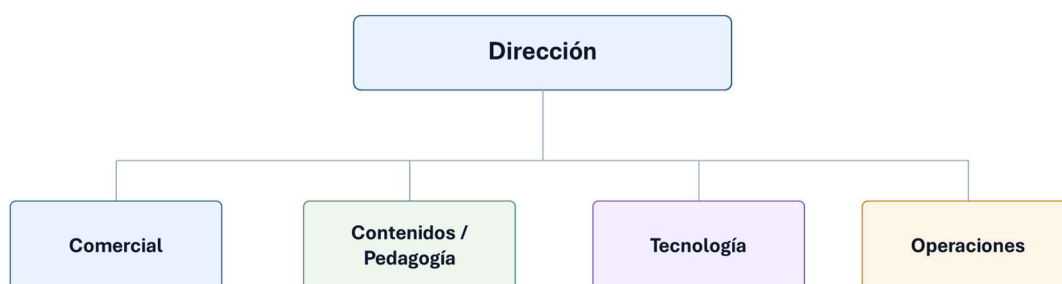 Dirección
Comercial
Contenidos /
Pedagogía
Tecnología
Operaciones